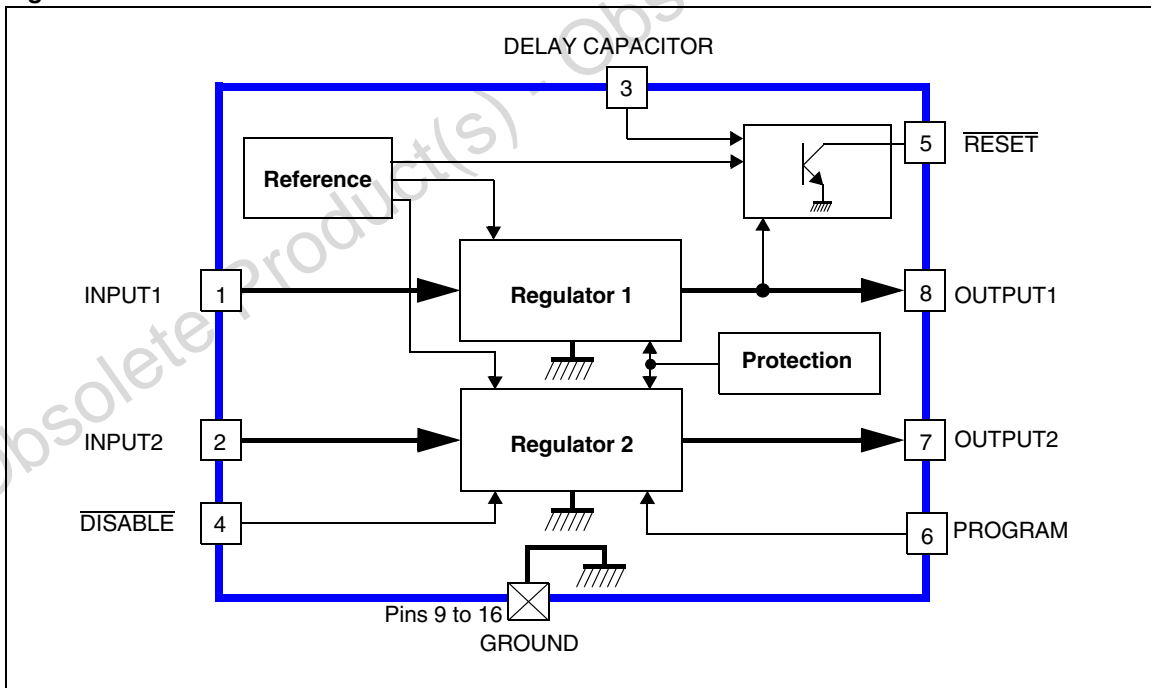 DELAY CAPACITOR
3
5
RESET
Reference
INPUT1
1
Regulator 1
8
OUTPUT1
Protection
INPUT2
2
Regulator 2
7
OUTPUT2
DISABLE
4
6
PROGRAM
Pins 9 to 16
GROUND
Obsolete Product(s) - Obs